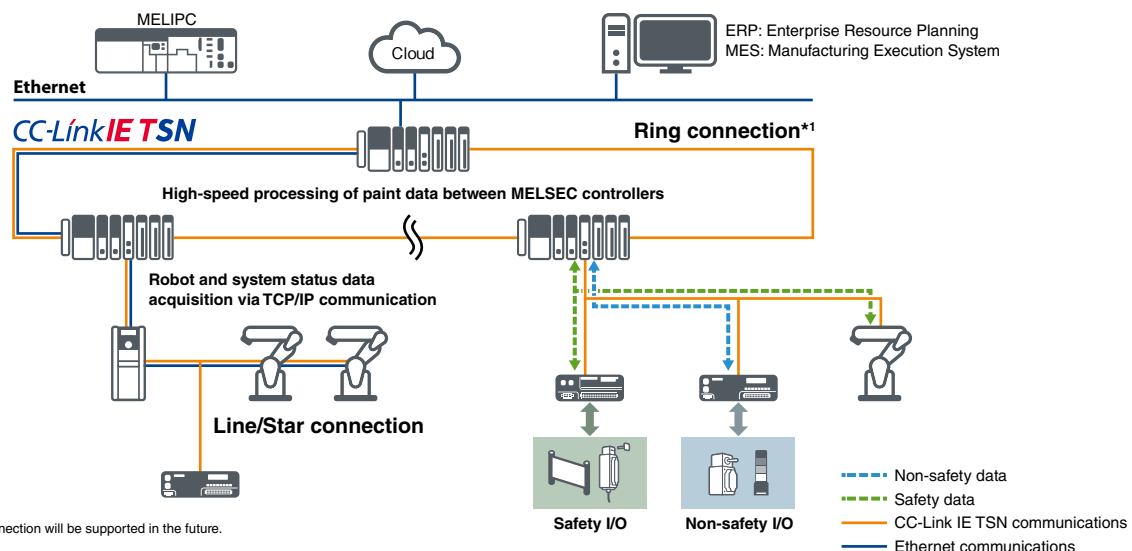 MELIPC
Cloud
ERP: Enterprise Resource Planning
MES: Manufacturing Execution System
Ethernet
CC-Link IE TSN
Ring connection*1
High-speed processing of paint data between MELSEC controllers
Robot and system status data
acquisition via TCP/IP communication
Line/Star connection
Safety I/O
Non-safety I/O
Non-safety data
Safety data
CC-Link IE TSN communications
Ethernet communications
will be supported in the future.